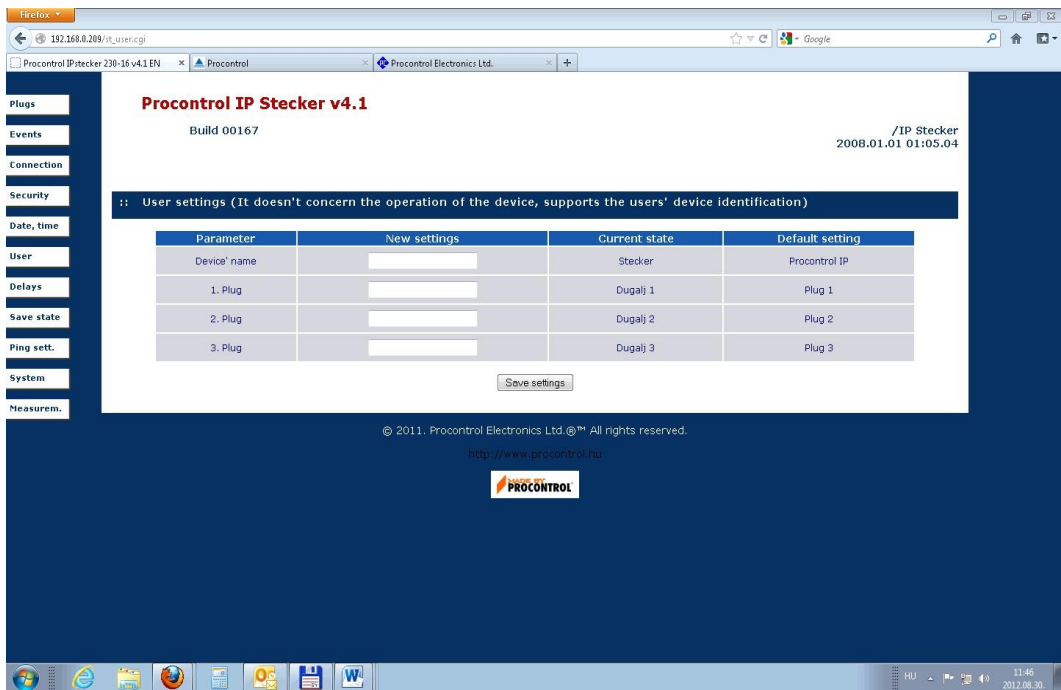 Firefox
192.168.0.209/st_user.cgi
Google
Procontrol IPstecker 230-16 v4.1 EN
Procontrol
Procontrol Electronics Ltd.
Plugs
Events
Connection
Security
Date, time
User
Delays
Save state
Ping sett.
System
Measurem.
Procontrol IP Stecker v4.1
Build 00167
/IP Stecker
2008.01.01 01:05.04
:: User settings (It doesn't concern the operation of the device, supports the users' device identification)
Parameter New settings Current state Default setting
Device' name Stecker Procontrol IP
1. Plug Dugalj 1 Plug 1
2. Plug Dugalj 2 Plug 2
3. Plug Dugalj 3 Plug 3
Save settings
© 2011. Procontrol Electronics Ltd.®™ All rights reserved.
http://www.procontrol.hu
MADE BY
PROCONTROL
HU
11:46
2012.08.30.